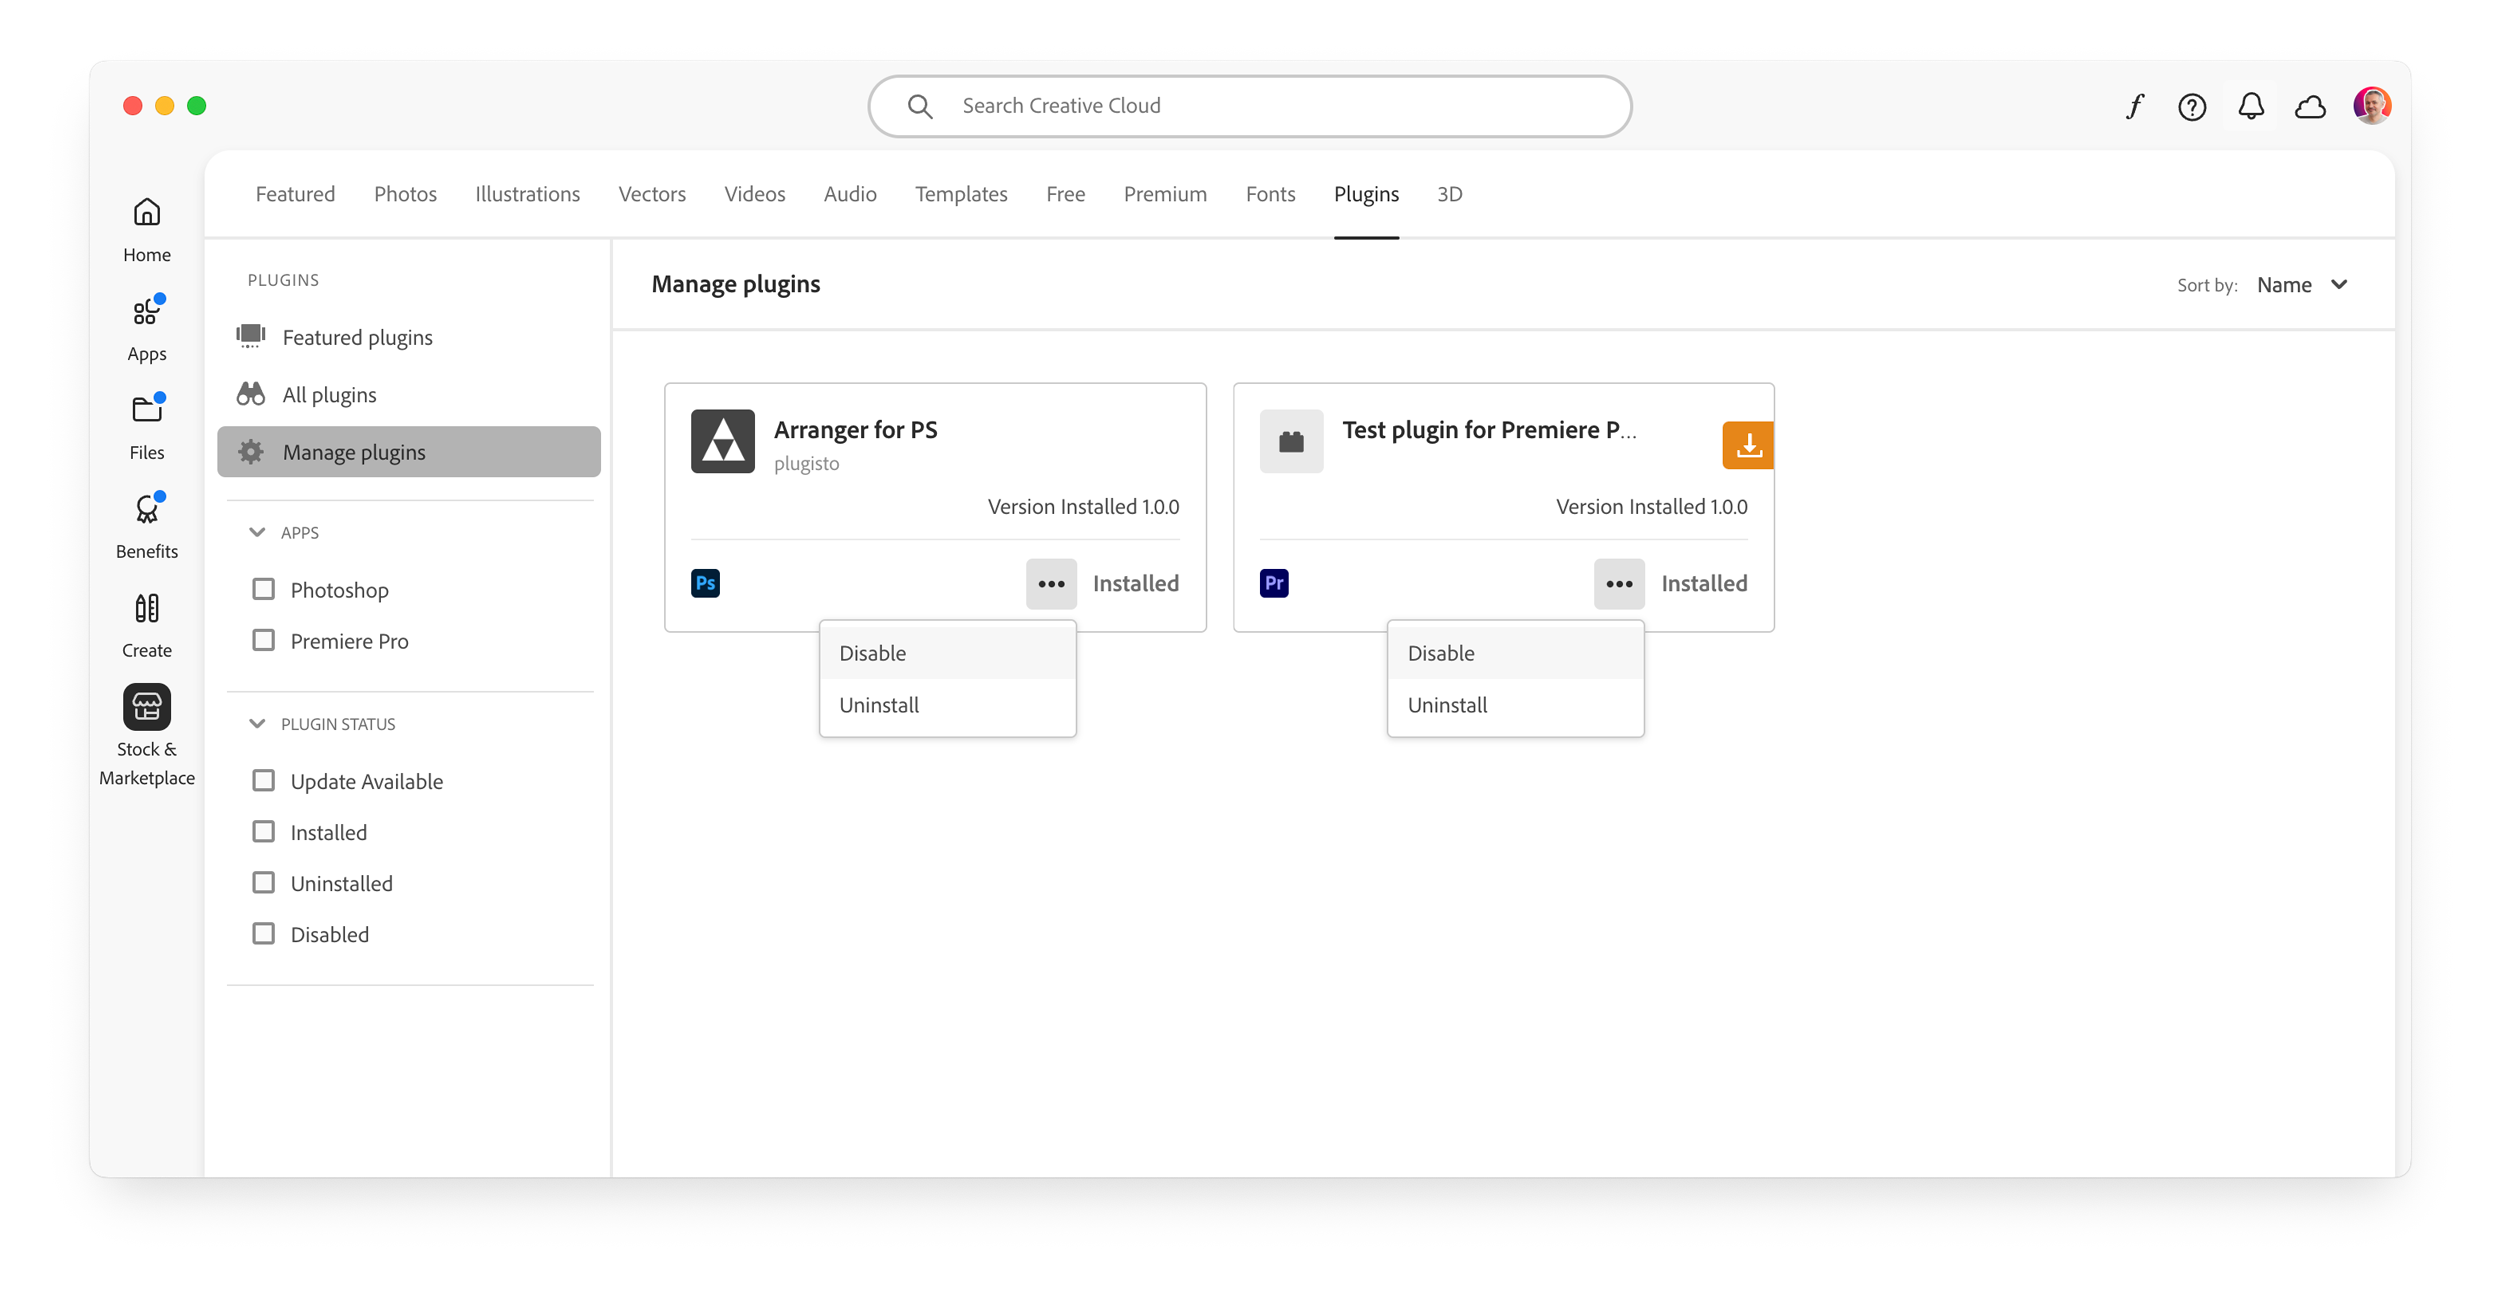 Search Creative Cloud
Home
Apps
Files
Benefits
Create
Stock &
Marketplace
Featured Photos Illustrations Vectors Videos Audio Templates Free Premium Fonts Plugins 3D
PLUGINS
Featured plugins
All plugins
Manage plugins
APPS
Photoshop
Premiere Pro
PLUGIN STATUS
Update Available
Installed
Uninstalled
Disabled
Manage plugins
Sort by: Name
Arranger for PS
plugisto
Version Installed 1.0.0
Ps
Installed
Disable
Uninstall
Test plugin for Premiere P...
Version Installed 1.0.0
Pr
Installed
Disable
Uninstall